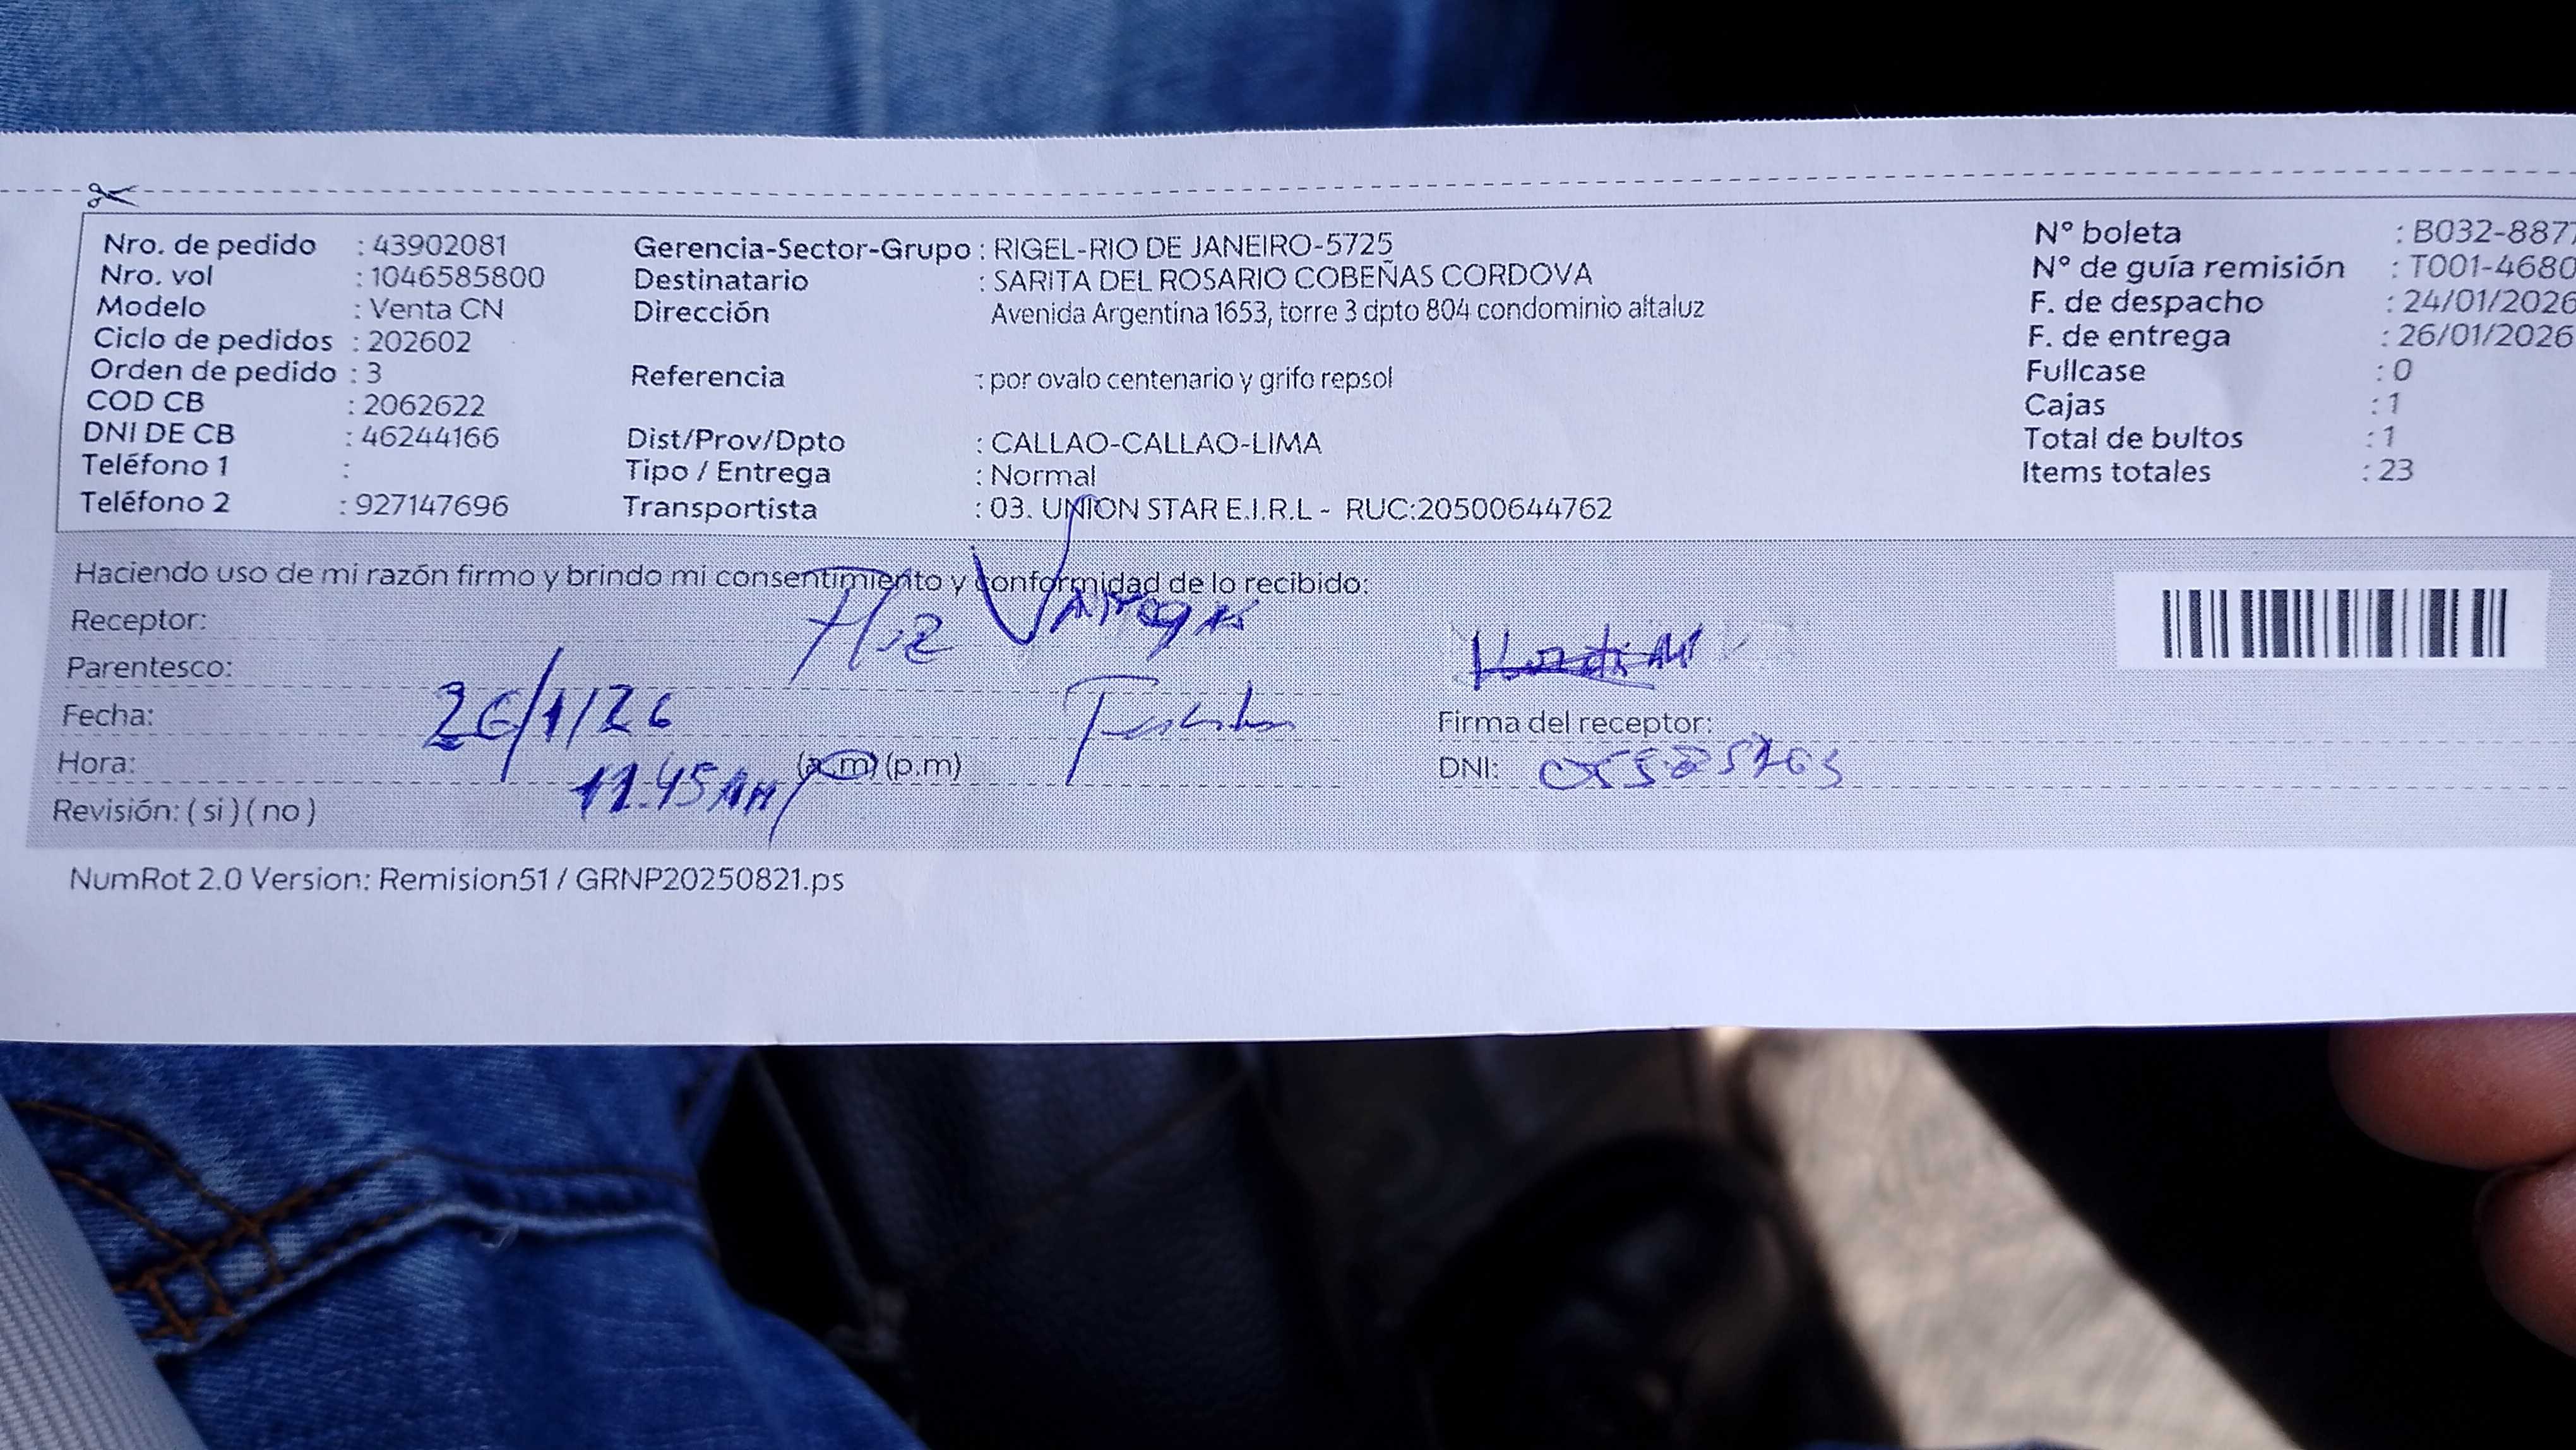 Nro. de pedido : 43902081
Nro. vol : 1046585800
Modelo : Venta CN
Ciclo de pedidos : 202602
Orden de pedido : 3
COD CB : 2062622
DNI DE CB : 46244166
Teléfono 1 :
Teléfono 2 : 927147696
Gerencia-Sector-Grupo : RIGEL-RIO DE JANEIRO-5725
Destinatario : SARITA DEL ROSARIO COBEÑAS CORDOVA
Dirección Avenida Argentina 1653, torre 3 dpto 804 condominio altaluz
Referencia : por ovalo centenario y grifo repsol
Dist/Prov/Dpto : CALLAO-CALLAO-LIMA
Tipo / Entrega : Normal
Transportista : 03. UNION STAR E.I.R.L - RUC:20500644762
N° boleta : B032-887
N° de guía remisión : T001-4680
F. de despacho : 24/01/2026
F. de entrega : 26/01/2026
Fullcase : 0
Cajas : 1
Total de bultos : 1
Items totales : 23
Haciendo uso de mi razón firmo y brindo mi consentimiento y conformidad de lo recibido:
Receptor:
Parentesco:
Fecha: 26/1/26
Firma del receptor:
Hora: 11.45 AM (a.m) (p.m)
DNI:
Revisión: ( si ) ( no )
NumRot 2.0 Version: Remision51 / GRNP20250821.ps